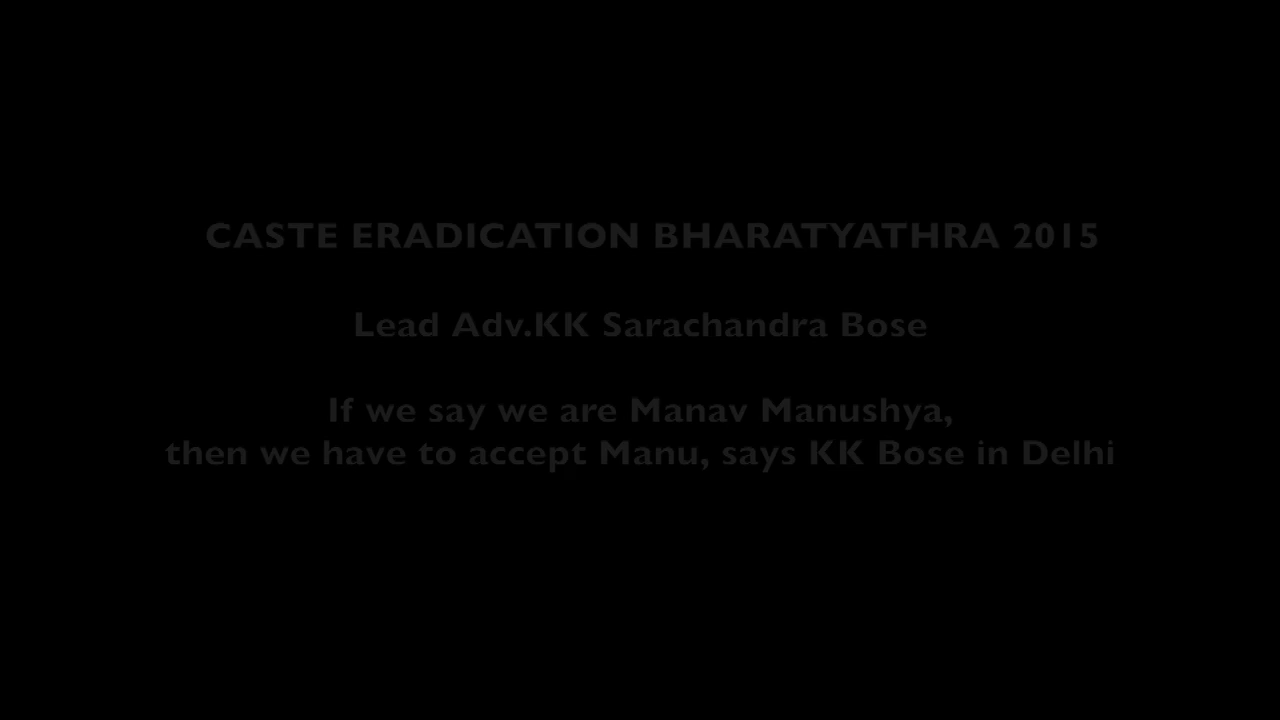 CASTE ERADICATION BHARATYATHRA 2015
Lead Adv.KK Sarachandra Bose
If we say we are Manav Manushya,
then we have to accept Manu, says KK Bose in Delhi